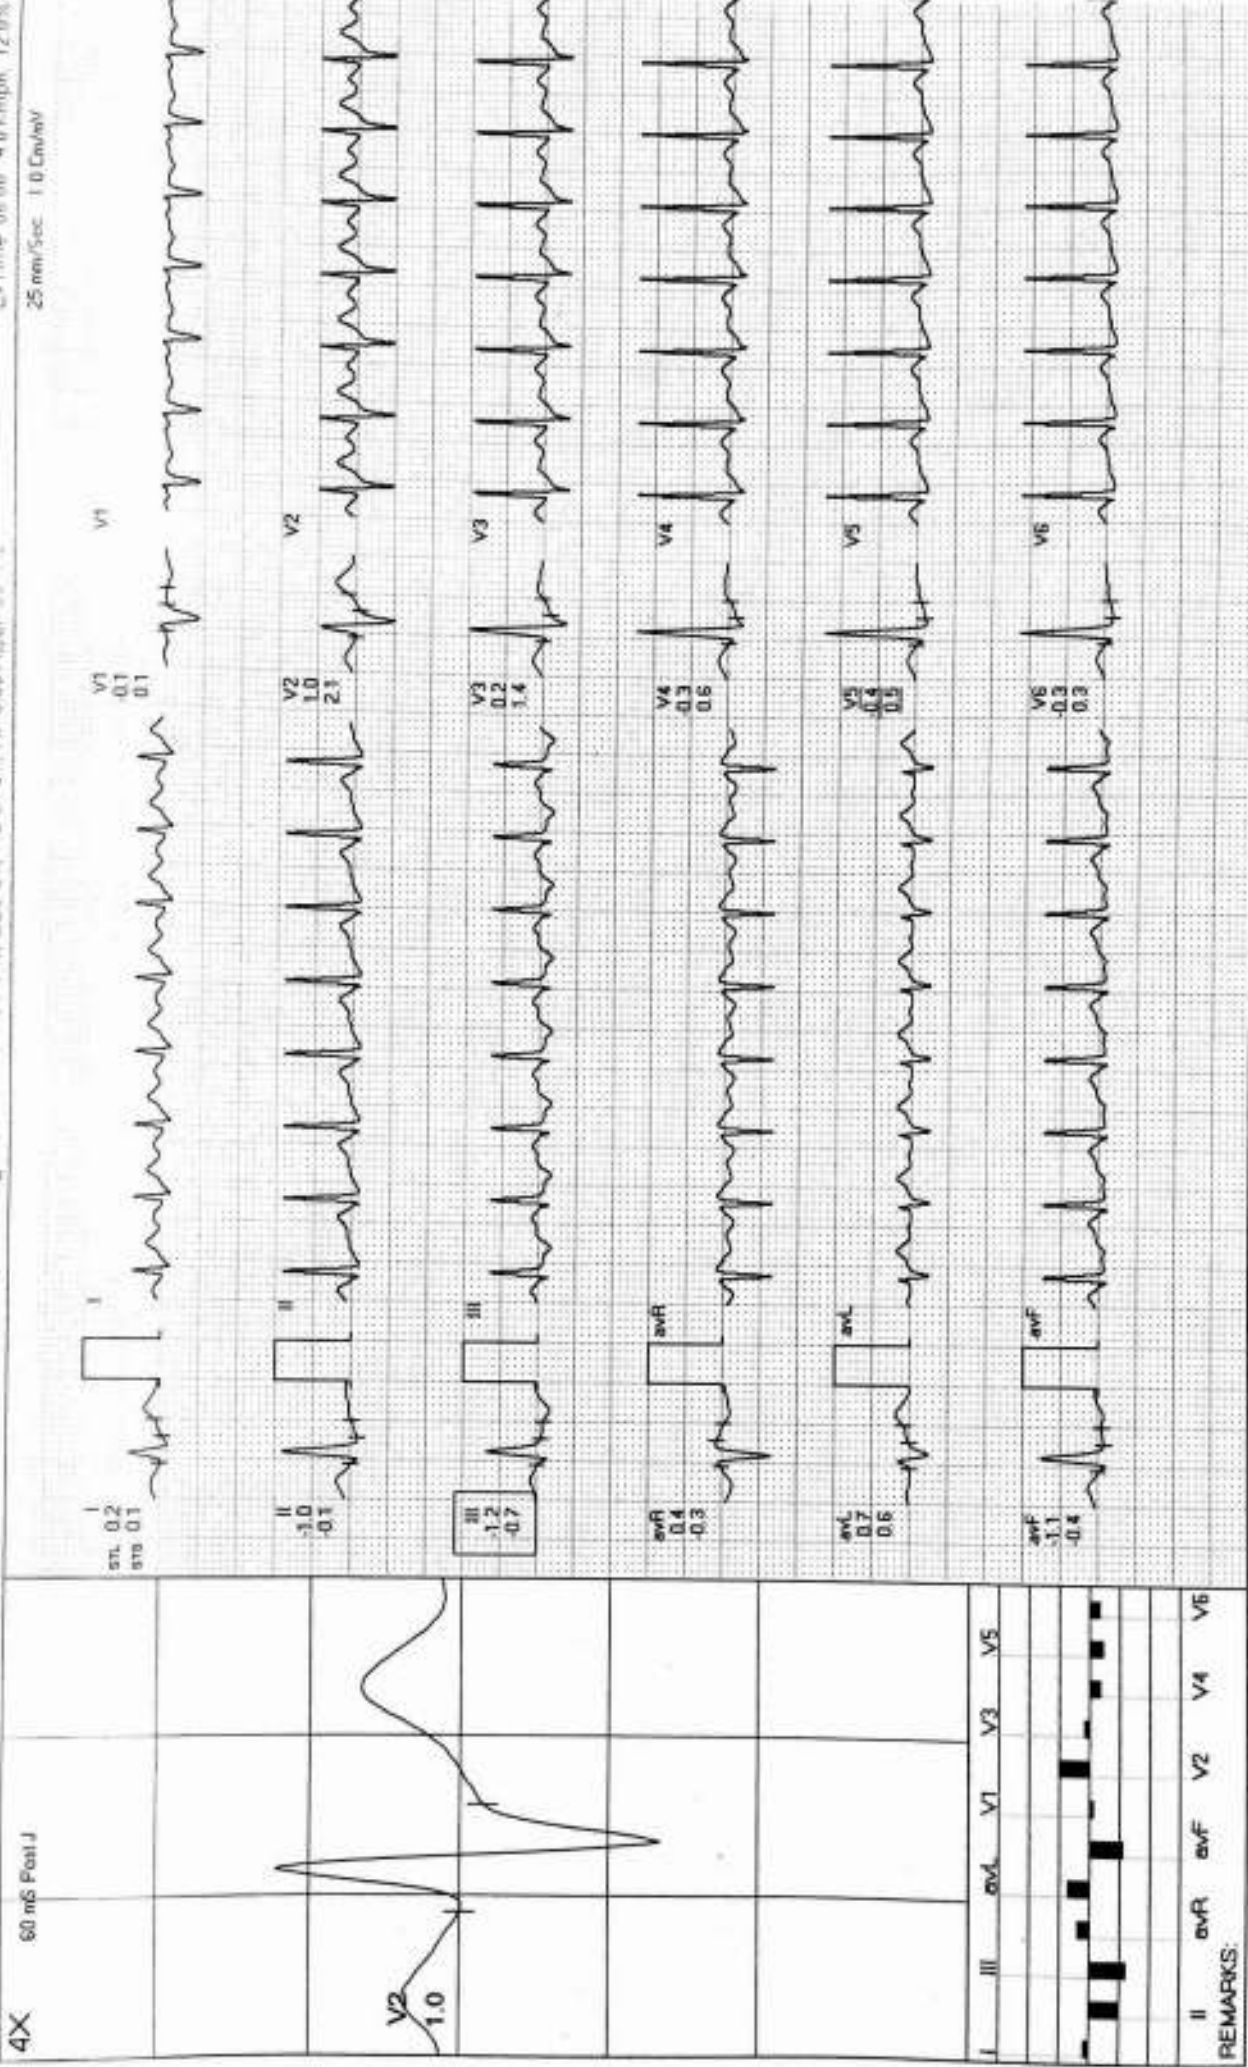 4X
60 mS Post J
25 mm/Sec 1.0 Cm/mV
V2
1.0
I
STL 0.2
STS 0.1
I
V1
-0.1
0.1
V1
II
-1.0
-0.1
II
V2
1.0
2.1
V2
III
-1.2
-0.7
III
V3
0.2
1.4
V3
avR
0.4
-0.3
avR
V4
-0.3
0.6
V4
avL
0.7
0.6
avL
V5
-0.4
0.5
V5
avF
-1.1
-0.4
avF
V6
-0.3
0.3
V6
I III avL V1 V3 V5
II avR avF V2 V4 V6
REMARKS: